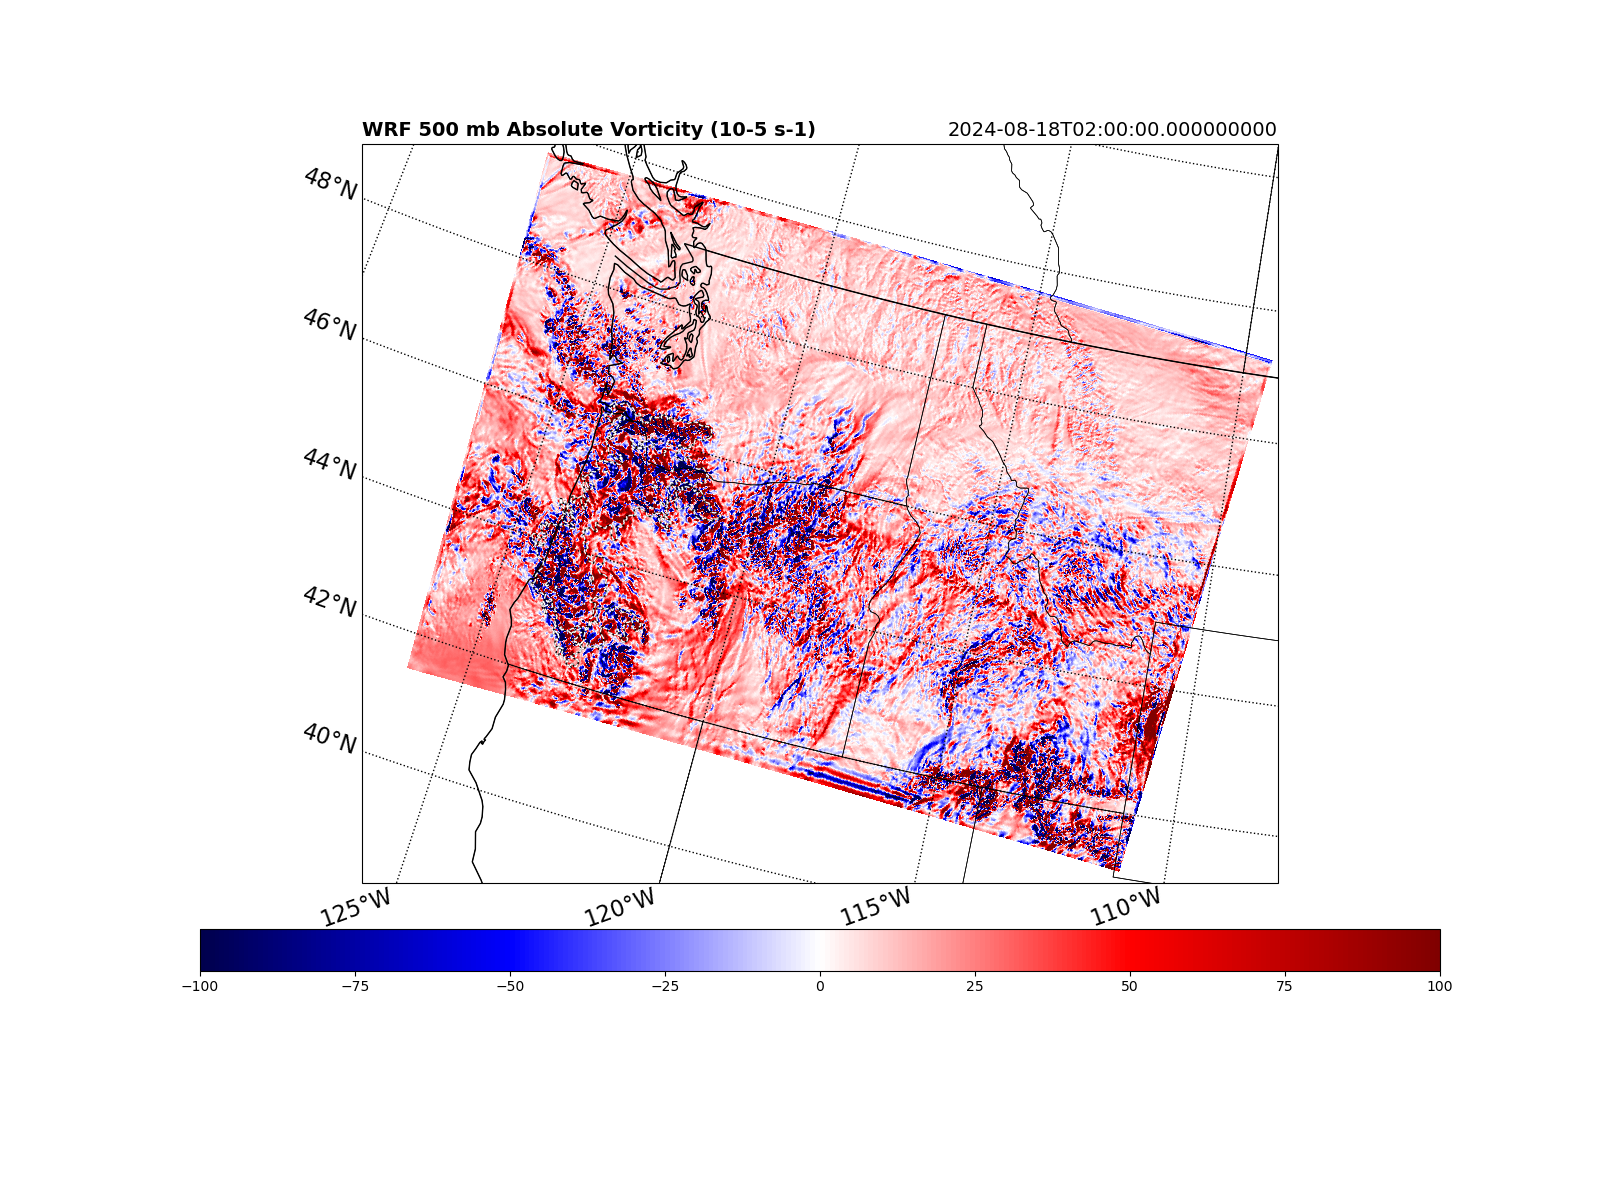 WRF 500 mb Absolute Vorticity (10-5 s-1) 2024-08-18T02:00:00.000000000
48°N
46°N
44°N
42°N
40°N
125°W 120°W 115°W 110°W
−100 −75 −50 −25 0 25 50 75 100